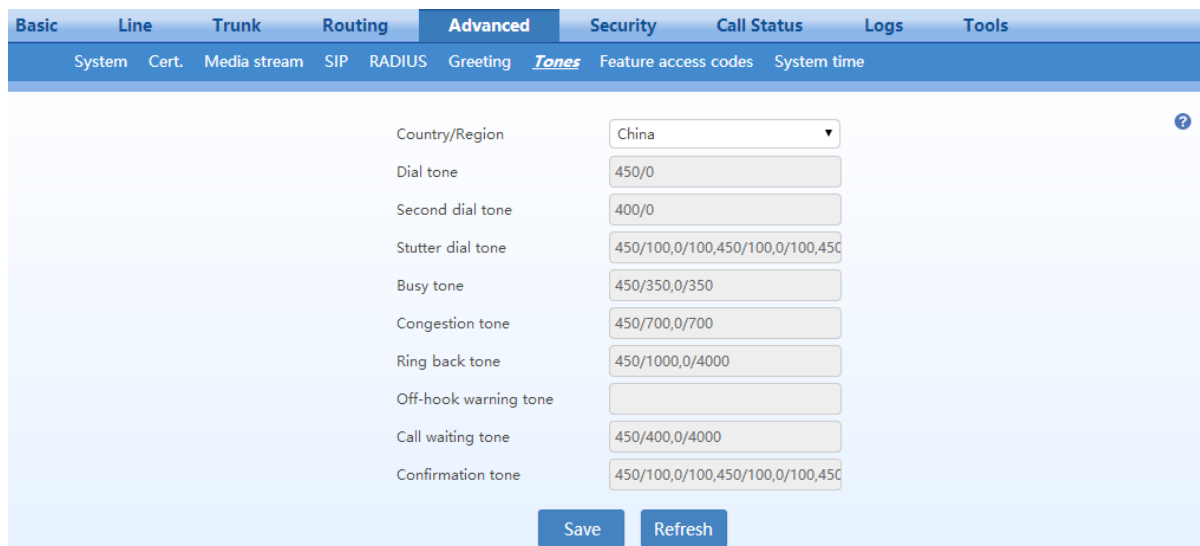 Basic Line Trunk Routing Advanced Security Call Status Logs Tools
System Cert. Media stream SIP RADIUS Greeting Tones Feature access codes System time
?
Country/Region China
Dial tone 450/0
Second dial tone 400/0
Stutter dial tone 450/100,0/100,450/100,0/100,450
Busy tone 450/350,0/350
Congestion tone 450/700,0/700
Ring back tone 450/1000,0/4000
Off-hook warning tone
Call waiting tone 450/400,0/4000
Confirmation tone 450/100,0/100,450/100,0/100,450
Save Refresh